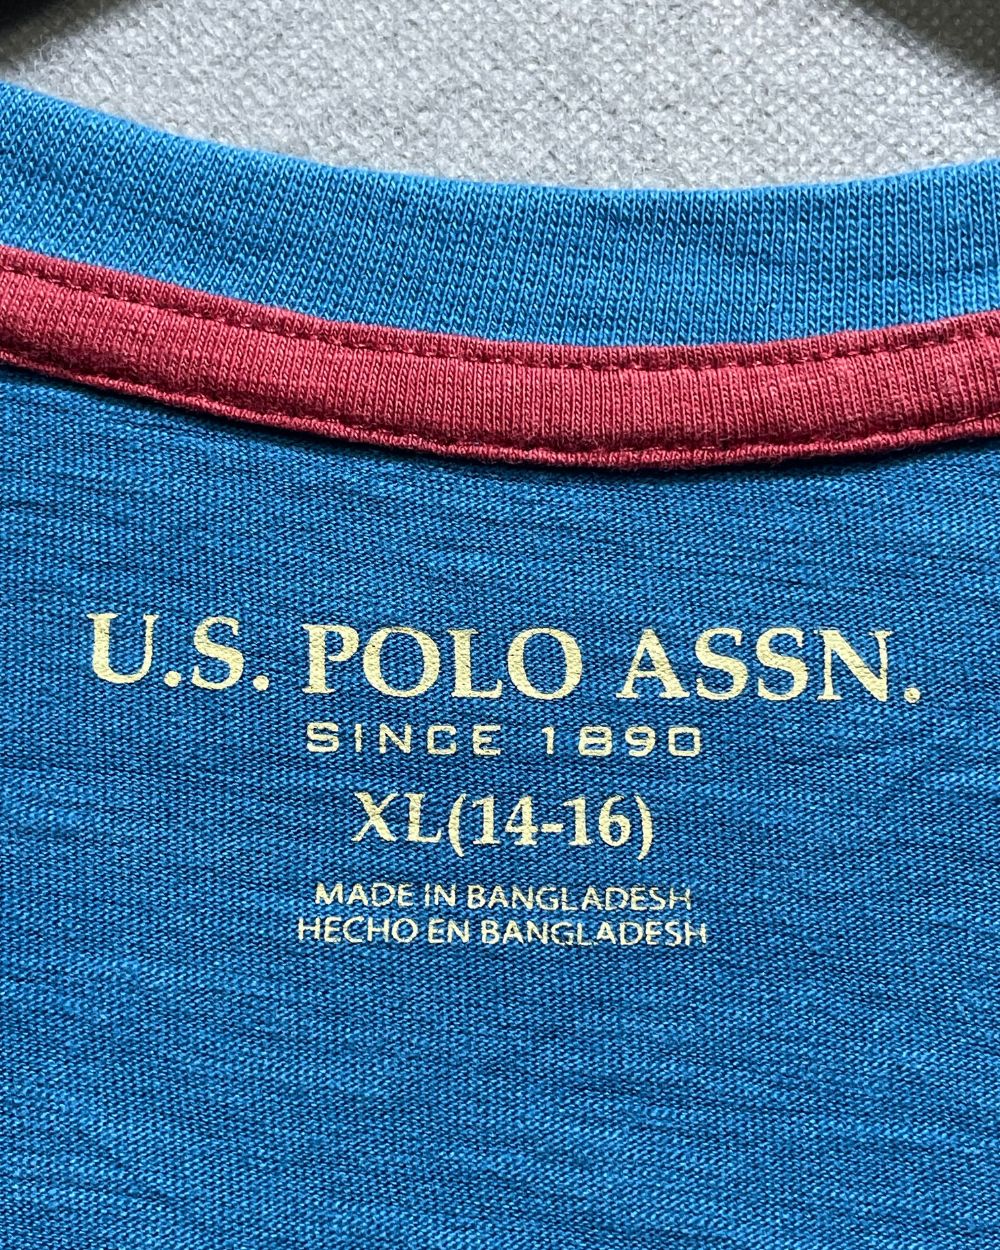 U.S. POLO ASSN.
SINCE 1890
XL(14-16)
MADE IN BANGLADESH
HECHO EN BANGLADESH